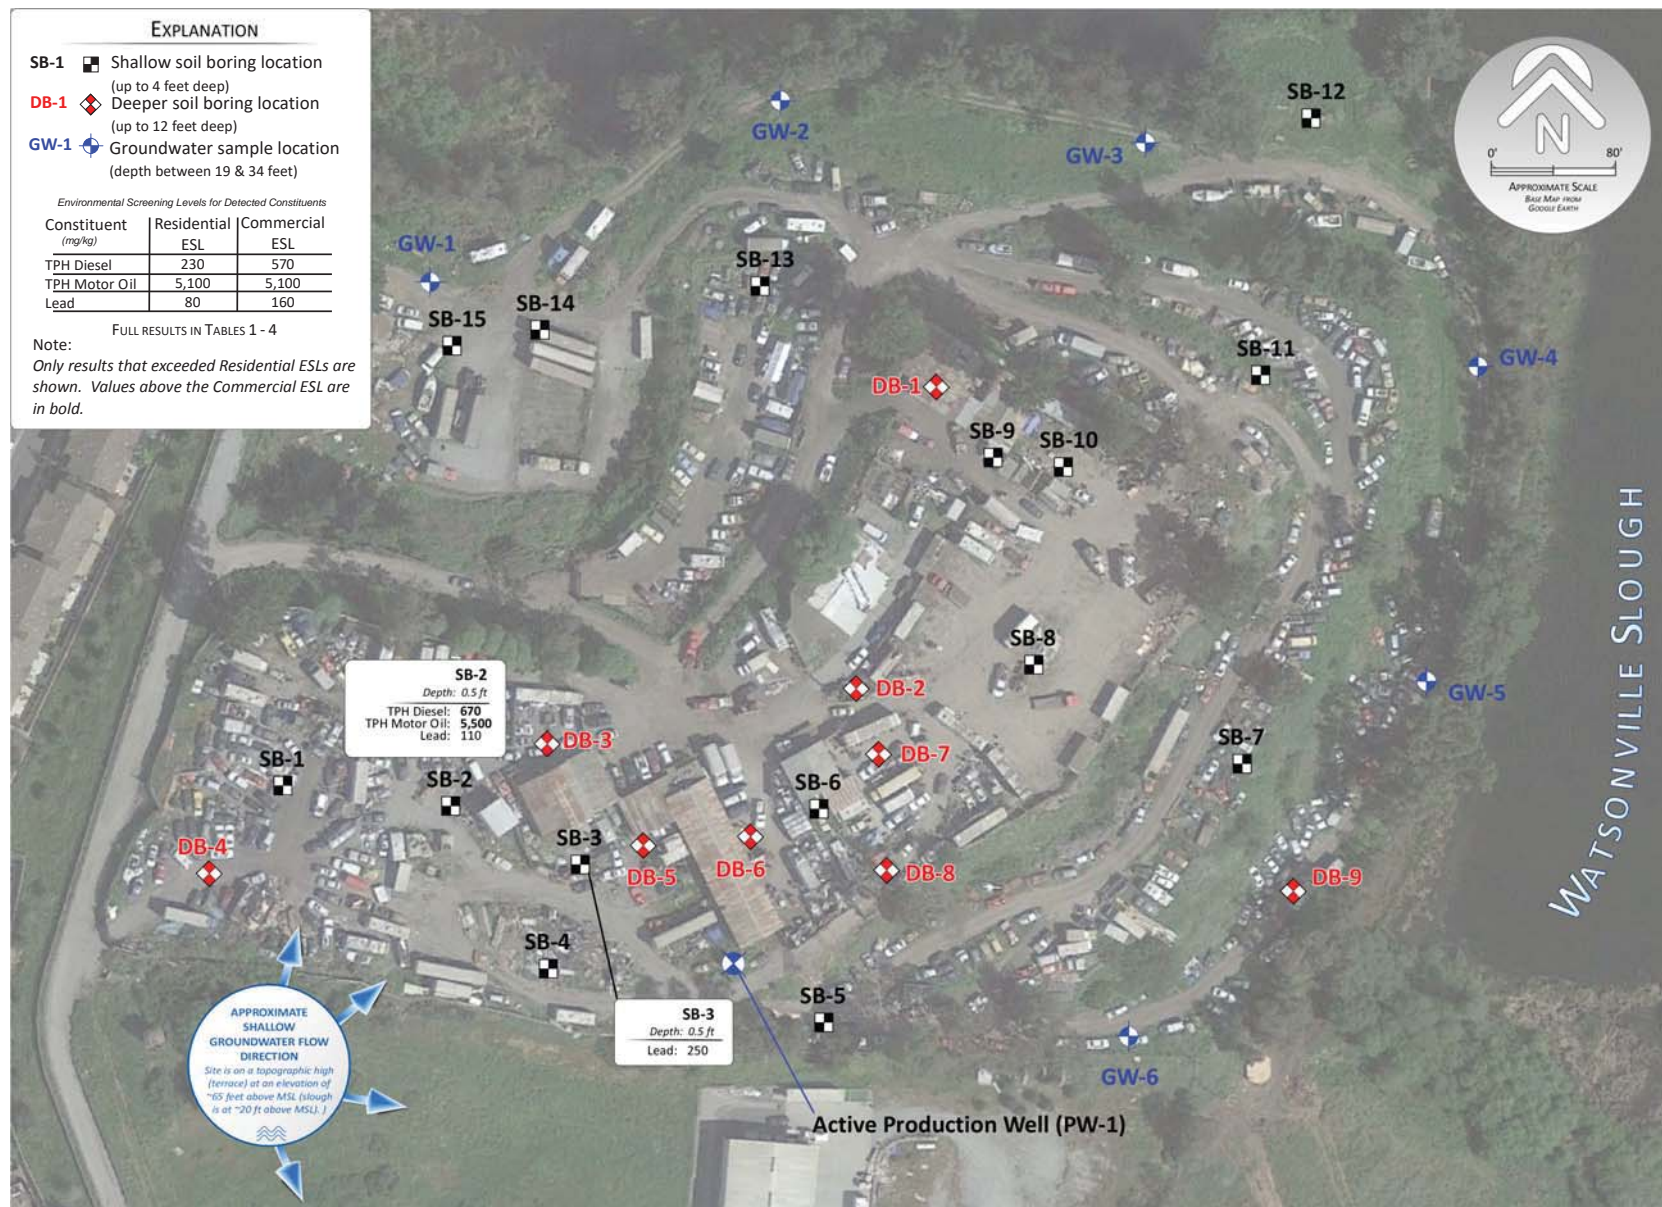 EXPLANATION
SB-1 Shallow soil boring location
(up to 4 feet deep)
DB-1 Deeper soil boring location
(up to 12 feet deep)
GW-1 Groundwater sample location
(depth between 19 & 34 feet)
Environmental Screening Levels for Detected Constituents
Constituent Residential Commercial
(mg/kg) ESL ESL
TPH Diesel 230 570
TPH Motor Oil 5,100 5,100
Lead 80 160
FULL RESULTS IN TABLES 1 - 4
Note:
Only results that exceeded Residential ESLs are
shown. Values above the Commercial ESL are
in bold.
N
0' 80'
APPROXIMATE SCALE
BASE MAP FROM
GOOGLE EARTH
SB-12
GW-2
GW-3
GW-1
SB-13
SB-14
SB-15
SB-11
GW-4
DB-1
SB-9
SB-10
WATSONVILLE SLOUGH
SB-8
SB-2
Depth: 0.5 ft
TPH Diesel: 670
TPH Motor Oil: 5,500
Lead: 110
DB-2
GW-5
DB-3
SB-7
DB-7
SB-1
SB-2
SB-6
SB-3
DB-4
DB-5
DB-6
DB-8
DB-9
SB-4
SB-5
SB-3
Depth: 0.5 ft
Lead: 250
GW-6
APPROXIMATE
SHALLOW
GROUNDWATER FLOW
DIRECTION
Site is on a topographic high
(terrace) at an elevation of
~65 feet above MSL (slough
is at ~20 ft above MSL). )
Active Production Well (PW-1)